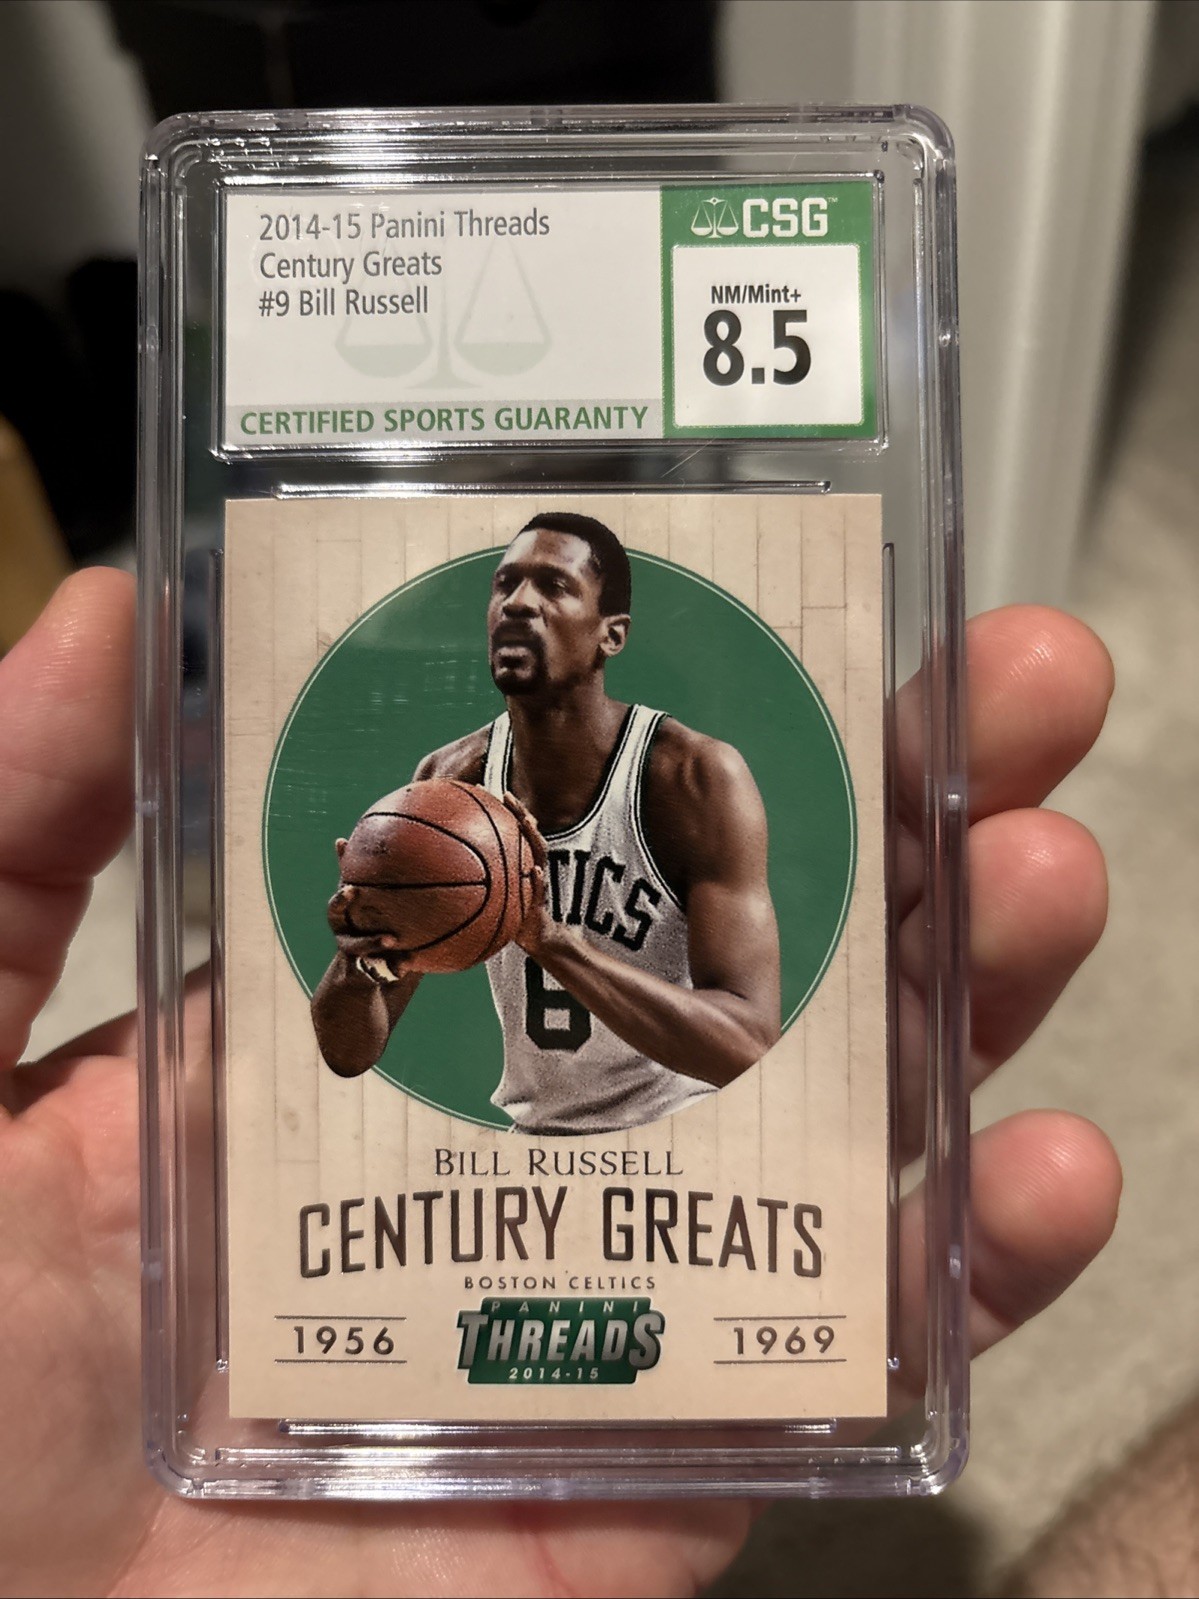 2014-15 Panini Threads
Century Greats
#9 Bill Russell
CERTIFIED SPORTS GUARANTY
CSG™
NM/Mint+
8.5
TICS
6
BILL RUSSELL
CENTURY GREATS
BOSTON CELTICS
1956
PANINI
THREADS
2014-15
1969